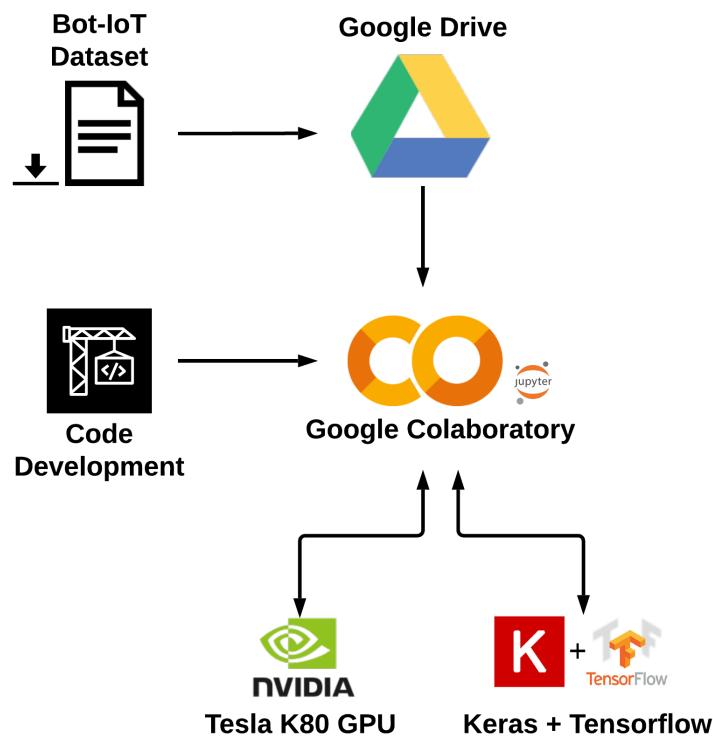 Bot-IoT
Dataset
Google Drive
</>
jupyter
Code
Development
Google Colaboratory
NVIDIA
Tesla K80 GPU
K
+
TensorFlow
Keras + Tensorflow